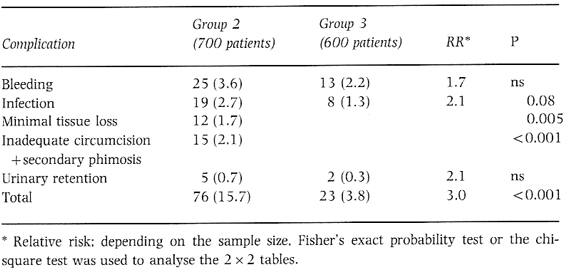 Group 2 Group 3
Complication (700 patients) (600 patients) RR* P
Bleeding 25 (3.6) 13 (2.2) 1.7 ns
Infection 19 (2.7) 8 (1.3) 2.1 0.08
Minimal tissue loss 12 (1.7) 0.005
Inadequate circumcision 15 (2.1) <0.001
+secondary phimosis
Urinary retention 5 (0.7) 2 (0.3) 2.1 ns
Total 76 (15.7) 23 (3.8) 3.0 <0.001
* Relative risk: depending on the sample size, Fisher's exact probability test or the chi-
square test was used to analyse the 2 × 2 tables.